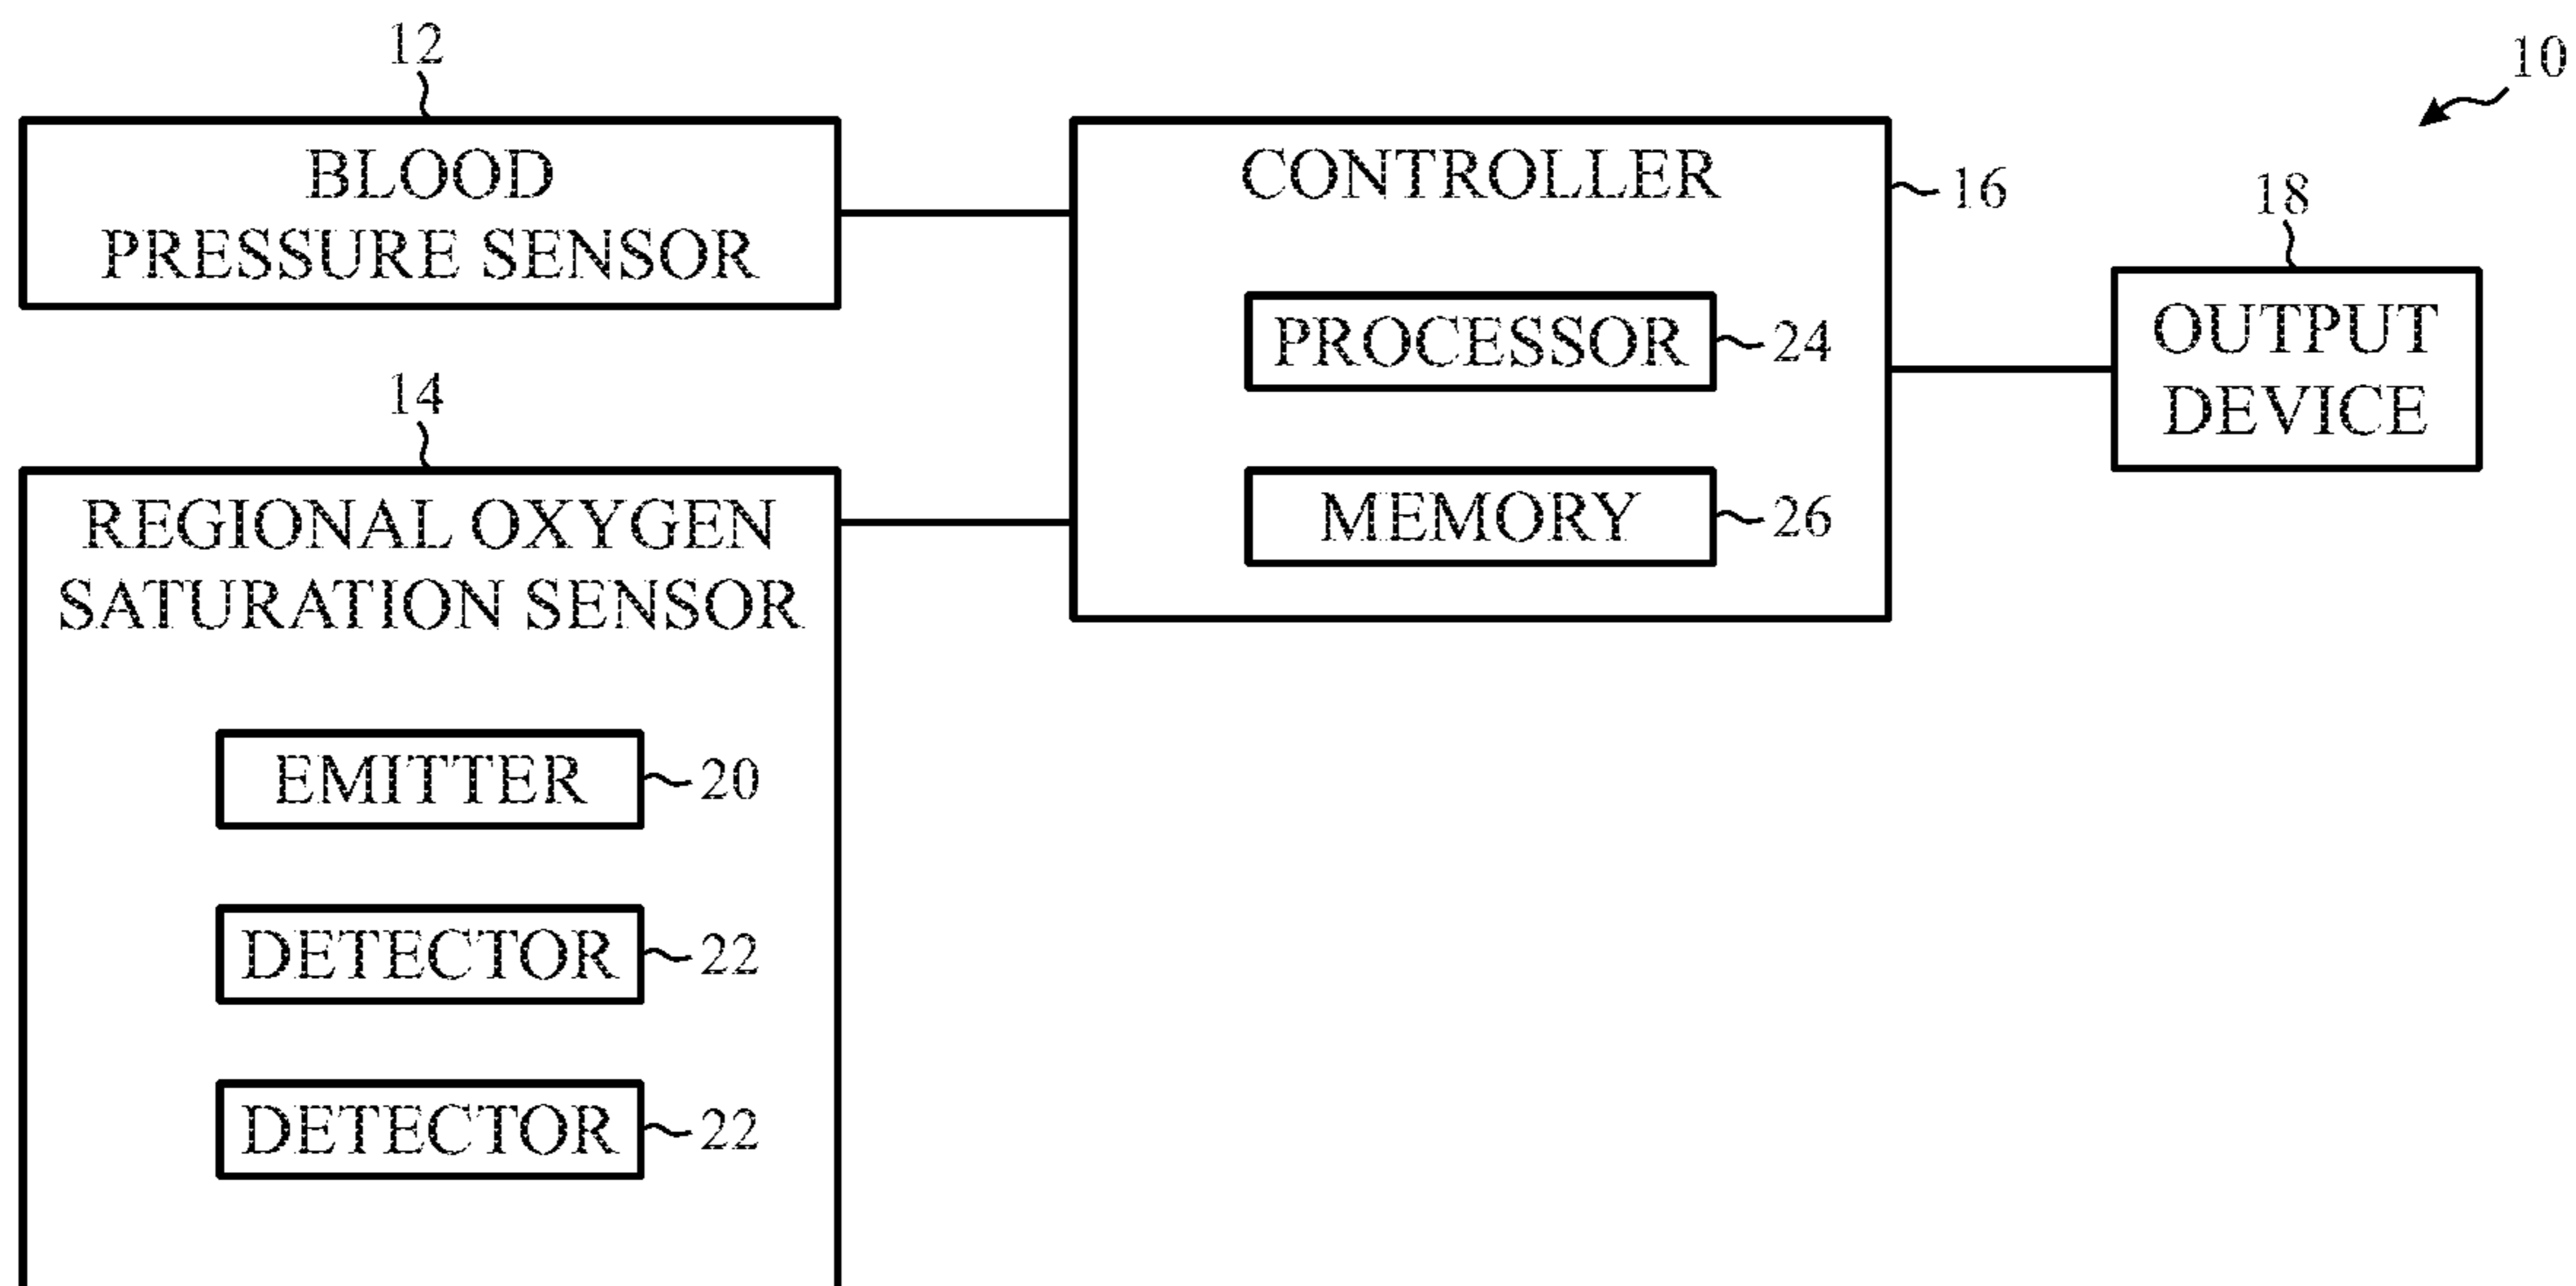 12
BLOOD
PRESSURE SENSOR
14
REGIONAL OXYGEN
SATURATION SENSOR
EMITTER 20
DETECTOR 22
DETECTOR 22
CONTROLLER
16
PROCESSOR 24
MEMORY 26
10
18
OUTPUT
DEVICE